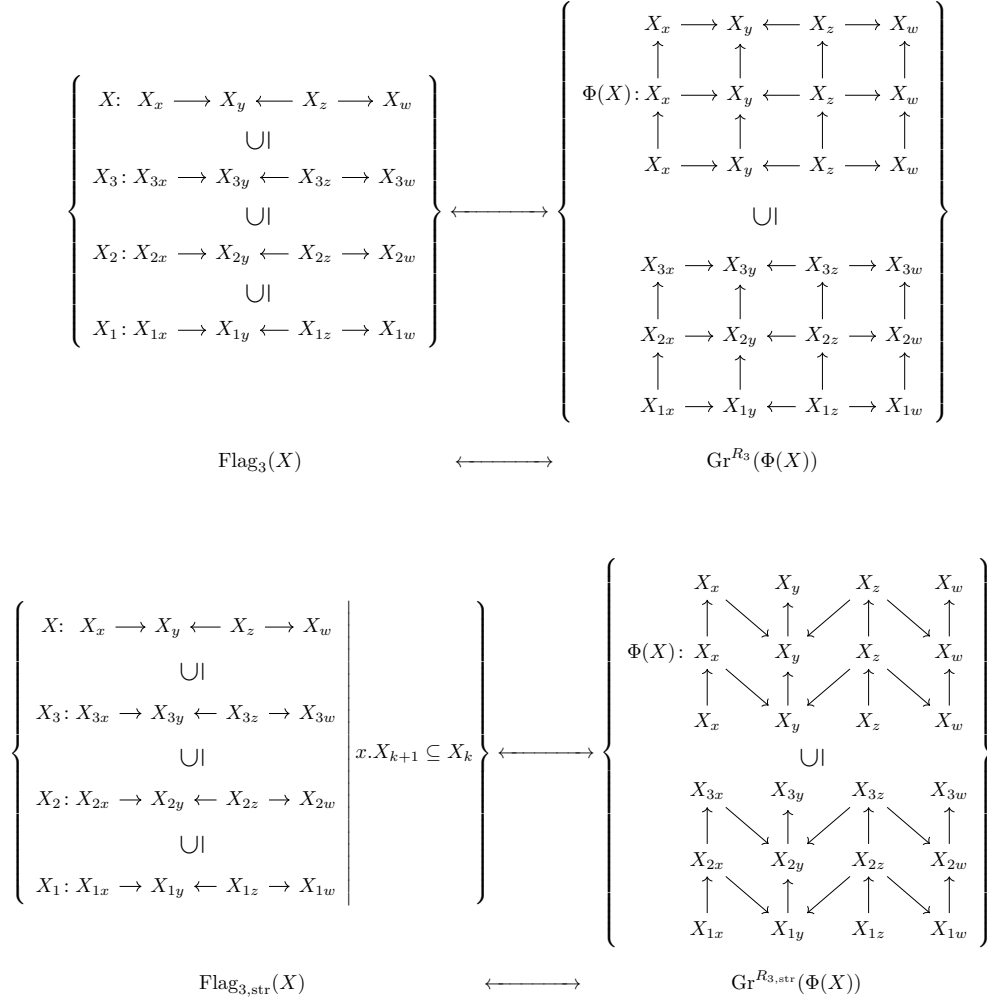 X: X_x ⟶ X_y ⟵ X_z ⟶ X_w
∪|
X_3: X_{3x} ⟶ X_{3y} ⟵ X_{3z} ⟶ X_{3w}
∪|
X_2: X_{2x} ⟶ X_{2y} ⟵ X_{2z} ⟶ X_{2w}
∪|
X_1: X_{1x} ⟶ X_{1y} ⟵ X_{1z} ⟶ X_{1w}
⟷
X_x ⟶ X_y ⟵ X_z ⟶ X_w
↑ ↑ ↑ ↑
Φ(X): X_x ⟶ X_y ⟵ X_z ⟶ X_w
↑ ↑ ↑ ↑
X_x ⟶ X_y ⟵ X_z ⟶ X_w
∪|
X_{3x} ⟶ X_{3y} ⟵ X_{3z} ⟶ X_{3w}
↑ ↑ ↑ ↑
X_{2x} ⟶ X_{2y} ⟵ X_{2z} ⟶ X_{2w}
↑ ↑ ↑ ↑
X_{1x} ⟶ X_{1y} ⟵ X_{1z} ⟶ X_{1w}
Flag_3(X) ⟷ Gr^{R_3}(Φ(X))
X: X_x ⟶ X_y ⟵ X_z ⟶ X_w
∪|
X_3: X_{3x} ⟶ X_{3y} ⟵ X_{3z} ⟶ X_{3w}
∪|
X_2: X_{2x} ⟶ X_{2y} ⟵ X_{2z} ⟶ X_{2w}
∪|
X_1: X_{1x} ⟶ X_{1y} ⟵ X_{1z} ⟶ X_{1w}
x.X_{k+1} ⊆ X_k
⟷
X_x X_y X_z X_w
Φ(X): X_x X_y X_z X_w
X_x X_y X_z X_w
∪|
X_{3x} X_{3y} X_{3z} X_{3w}
X_{2x} X_{2y} X_{2z} X_{2w}
X_{1x} X_{1y} X_{1z} X_{1w}
Flag_{3,str}(X) ⟷ Gr^{R_{3,str}}(Φ(X))